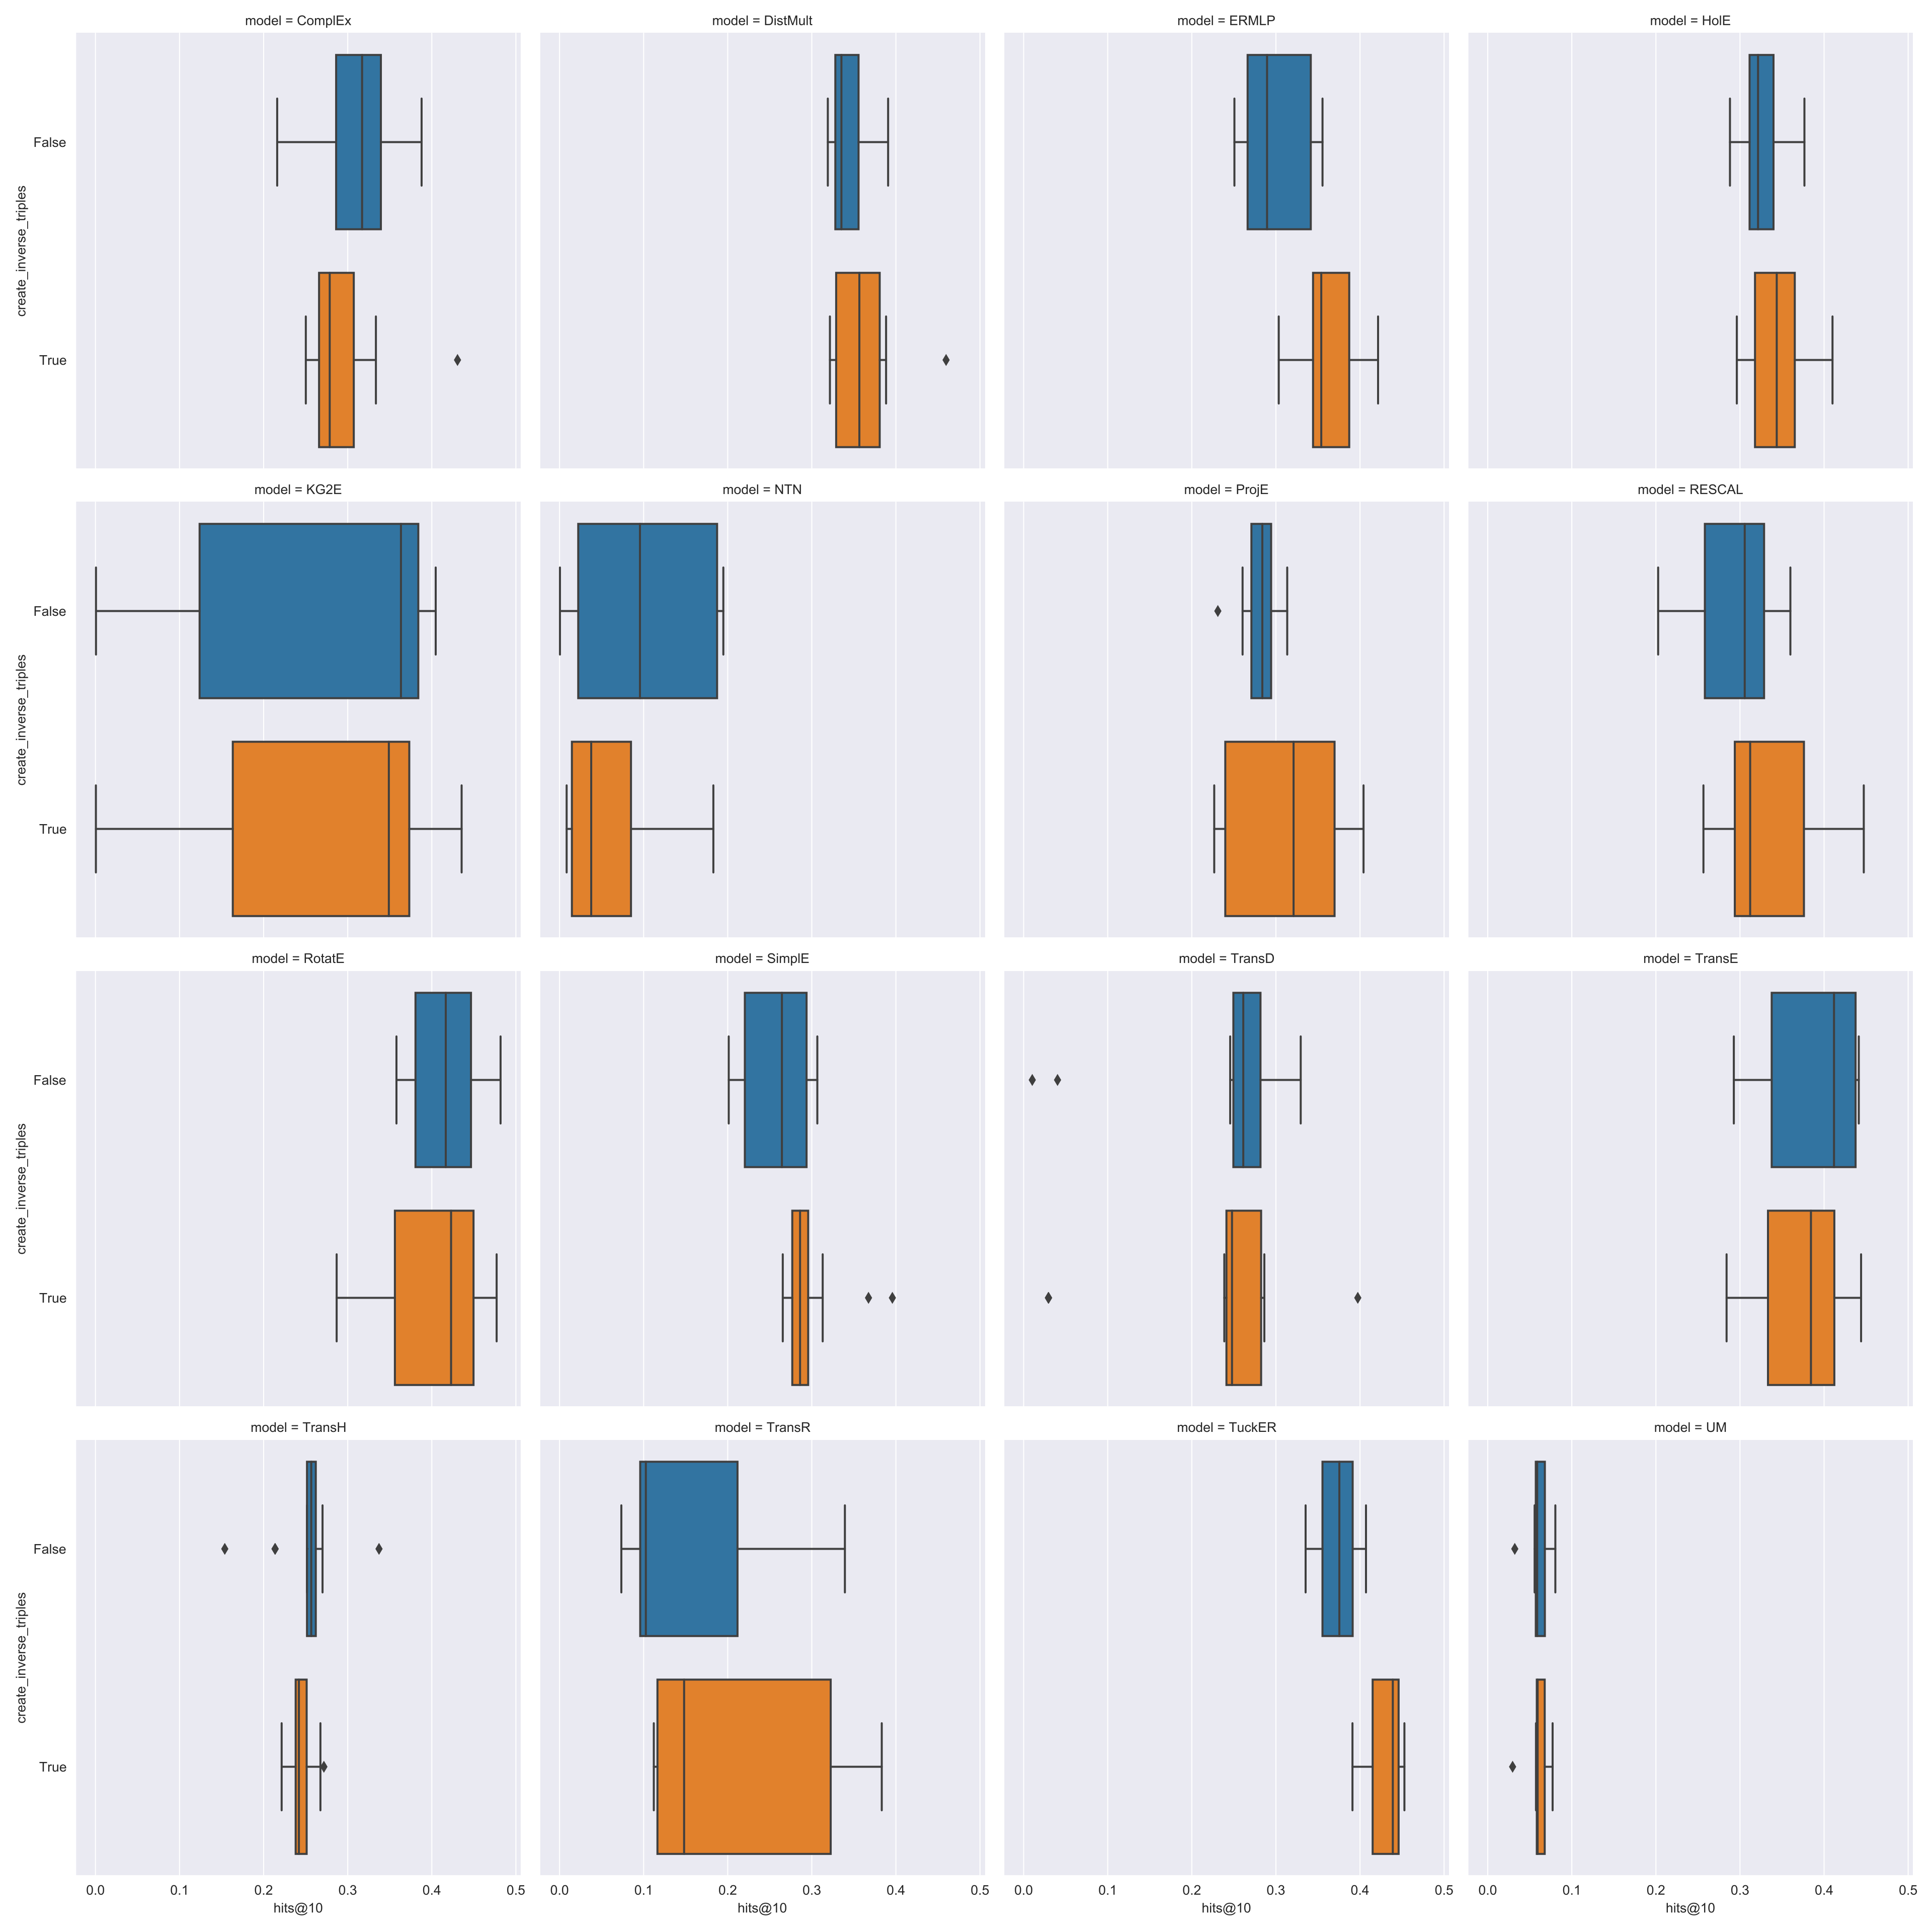 model = ComplEx
model = DistMult
model = ERMLP
model = HolE
create_inverse_triples
False
True
model = KG2E
model = NTN
model = ProjE
model = RESCAL
create_inverse_triples
False
True
model = RotatE
model = SimplE
model = TransD
model = TransE
create_inverse_triples
False
True
model = TransH
model = TransR
model = TuckER
model = UM
create_inverse_triples
False
True
0.0 0.1 0.2 0.3 0.4 0.5
hits@10
0.0 0.1 0.2 0.3 0.4 0.5
hits@10
0.0 0.1 0.2 0.3 0.4 0.5
hits@10
0.0 0.1 0.2 0.3 0.4 0.5
hits@10